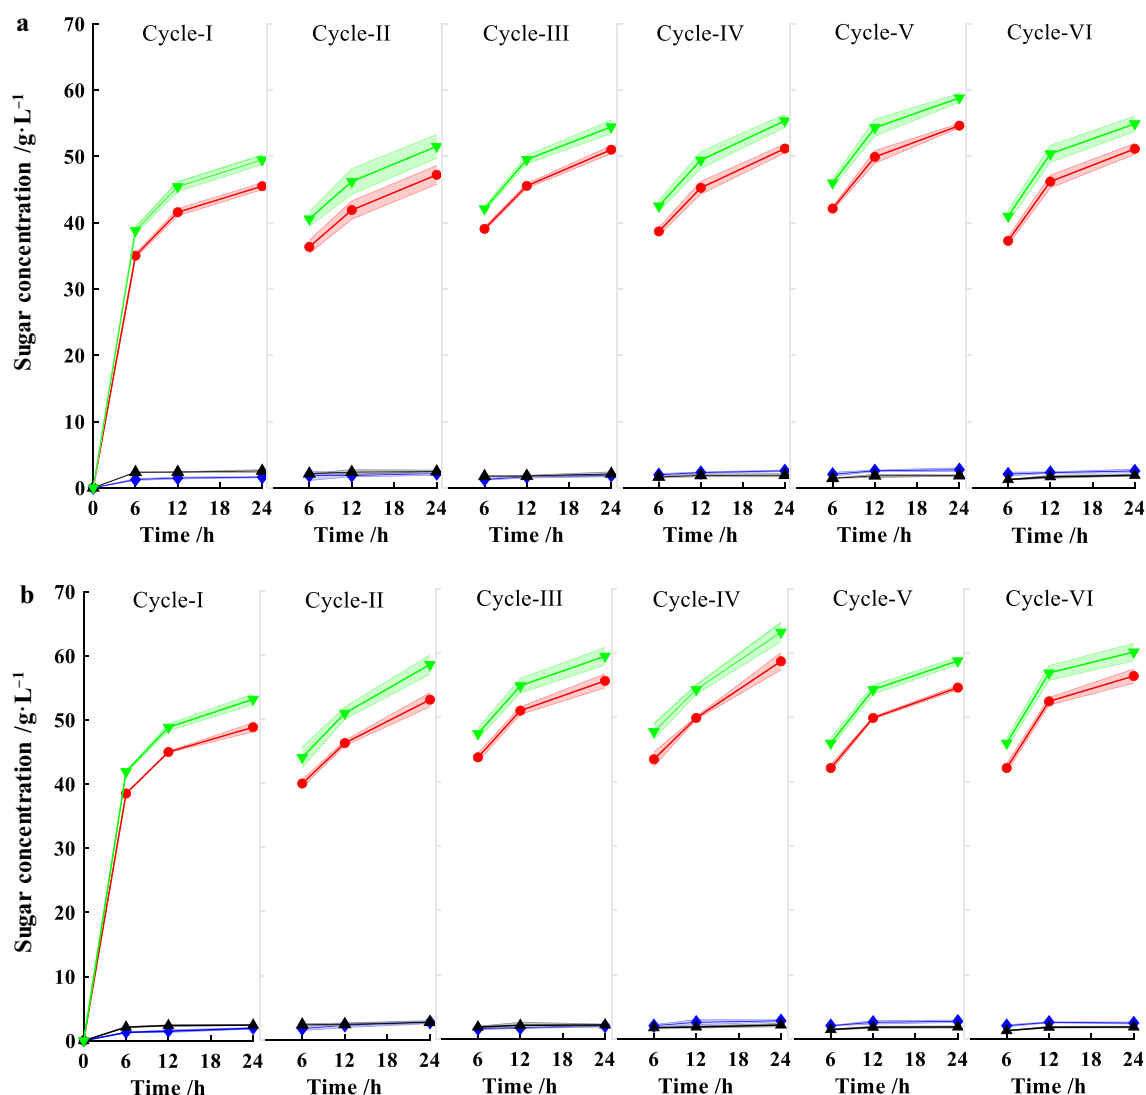 a
Sugar concentration /g·L⁻¹
70
60
50
40
30
20
10
0
Cycle-I Cycle-II Cycle-III Cycle-IV Cycle-V Cycle-VI
0 6 12 18 24 6 12 18 24 6 12 18 24 6 12 18 24 6 12 18 24 6 12 18 24
Time /h Time /h Time /h Time /h Time /h Time /h
b
Sugar concentration /g·L⁻¹
70
60
50
40
30
20
10
0
Cycle-I Cycle-II Cycle-III Cycle-IV Cycle-V Cycle-VI
0 6 12 18 24 6 12 18 24 6 12 18 24 6 12 18 24 6 12 18 24 6 12 18 24
Time /h Time /h Time /h Time /h Time /h Time /h